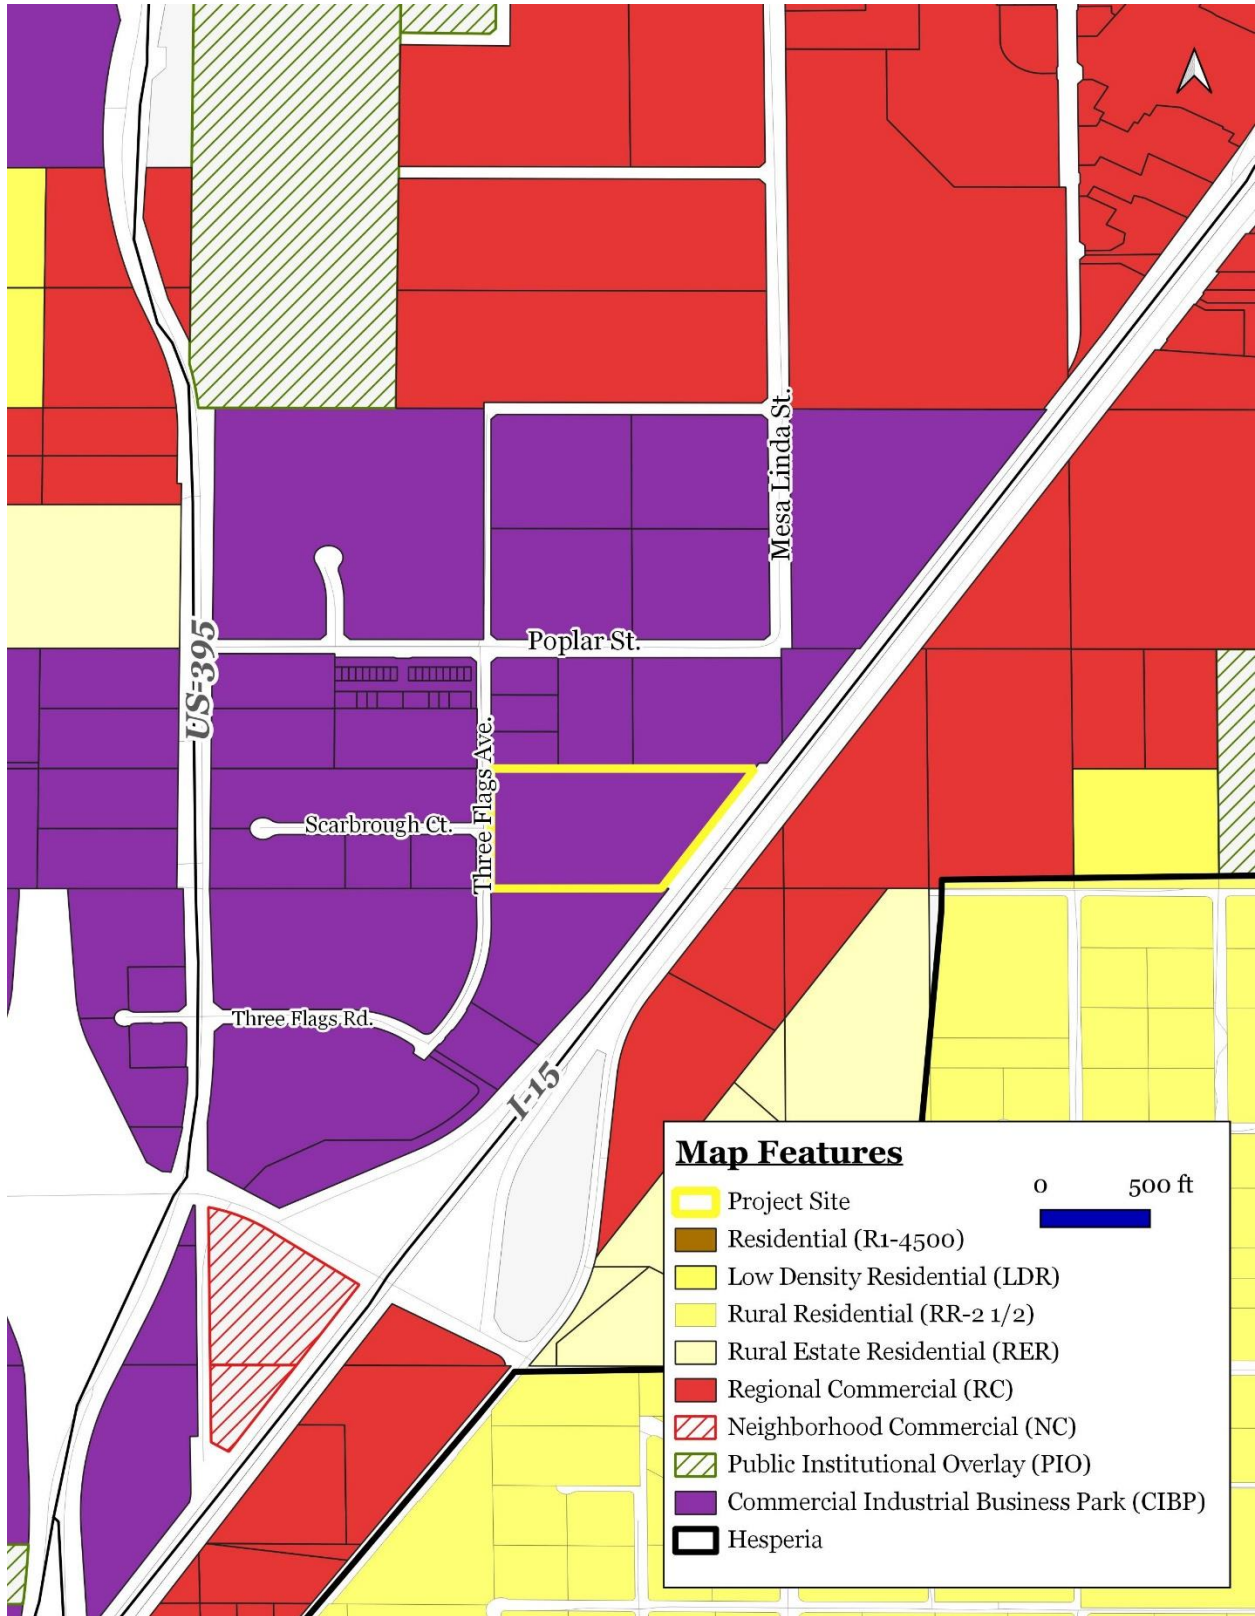 Mesa Linda St.
Poplar St.
US-395
Three Flags Ave.
Scarbrough Ct.
Three Flags Rd.
I-15
Map Features
0 500 ft
Project Site
Residential (R1-4500)
Low Density Residential (LDR)
Rural Residential (RR-2 1/2)
Rural Estate Residential (RER)
Regional Commercial (RC)
Neighborhood Commercial (NC)
Public Institutional Overlay (PIO)
Commercial Industrial Business Park (CIBP)
Hesperia